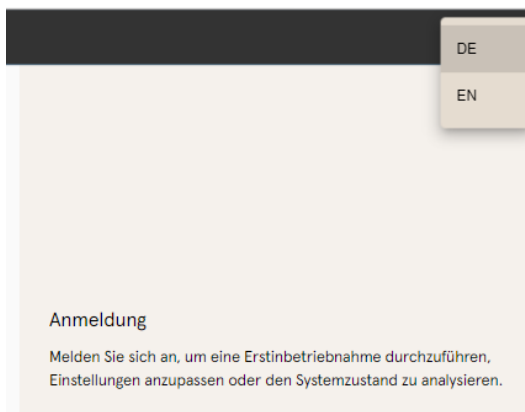 DE
EN
Anmeldung
Melden Sie sich an, um eine Erstinbetriebnahme durchzuführen,
Einstellungen anzupassen oder den Systemzustand zu analysieren.